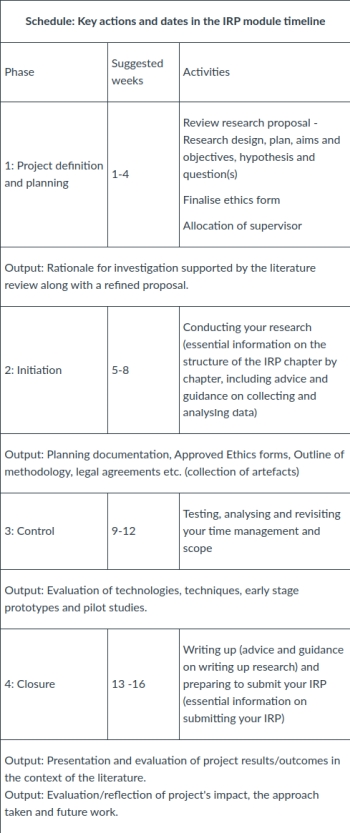 Schedule: Key actions and dates in the IRP module timeline
Phase
Suggested
weeks
Activities
1: Project definition
and planning
1-4
Review research proposal -
Research design, plan, aims and
objectives, hypothesis and
question(s)
Finalise ethics form
Allocation of supervisor
Output: Rationale for investigation supported by the literature
review along with a refined proposal.
2: Initiation
5-8
Conducting your research
(essential information on the
structure of the IRP chapter by
chapter, including advice and
guidance on collecting and
analysing data)
Output: Planning documentation, Approved Ethics forms, Outline of
methodology, legal agreements etc. (collection of artefacts)
3: Control
9-12
Testing, analysing and revisiting
your time management and
scope
Output: Evaluation of technologies, techniques, early stage
prototypes and pilot studies.
4: Closure
13 -16
Writing up (advice and guidance
on writing up research) and
preparing to submit your IRP
(essential information on
submitting your IRP)
Output: Presentation and evaluation of project results/outcomes in
the context of the literature.
Output: Evaluation/reflection of project's impact, the approach
taken and future work.